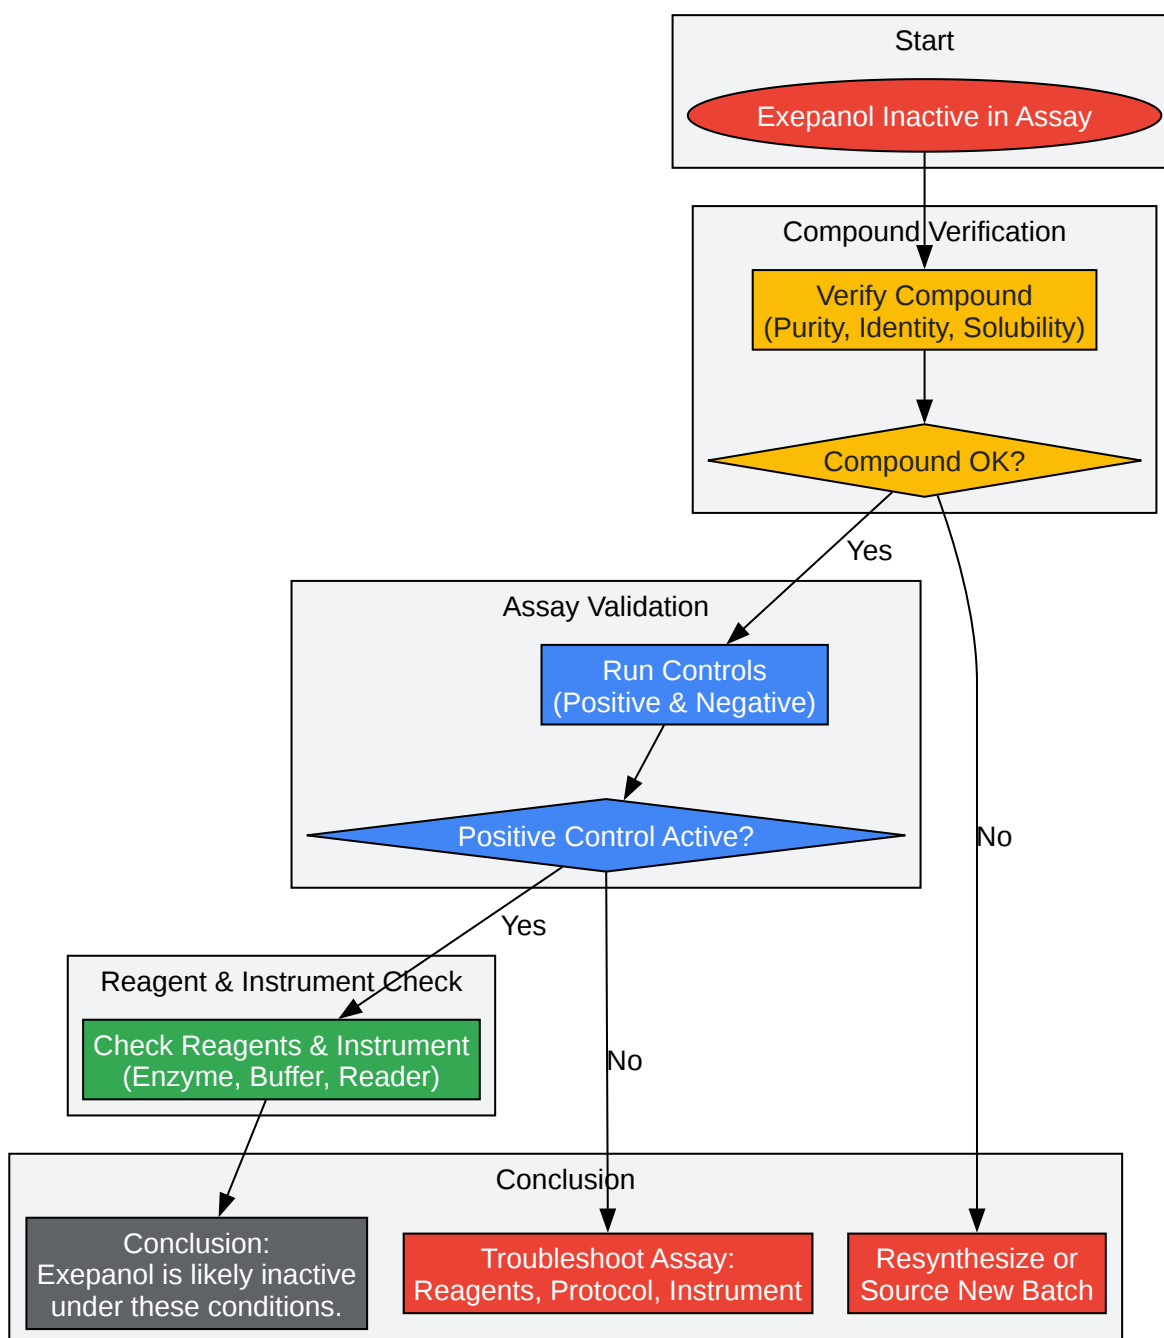 Start
Exepanol Inactive in Assay
Compound Verification
Verify Compound
(Purity, Identity, Solubility)
Compound OK?
Yes
Assay Validation
Run Controls
(Positive & Negative)
Positive Control Active?
No
Yes
Reagent & Instrument Check
Check Reagents & Instrument
(Enzyme, Buffer, Reader)
No
Conclusion
Conclusion:
Exepanol is likely inactive
under these conditions.
Troubleshoot Assay:
Reagents, Protocol, Instrument
Resynthesize or
Source New Batch